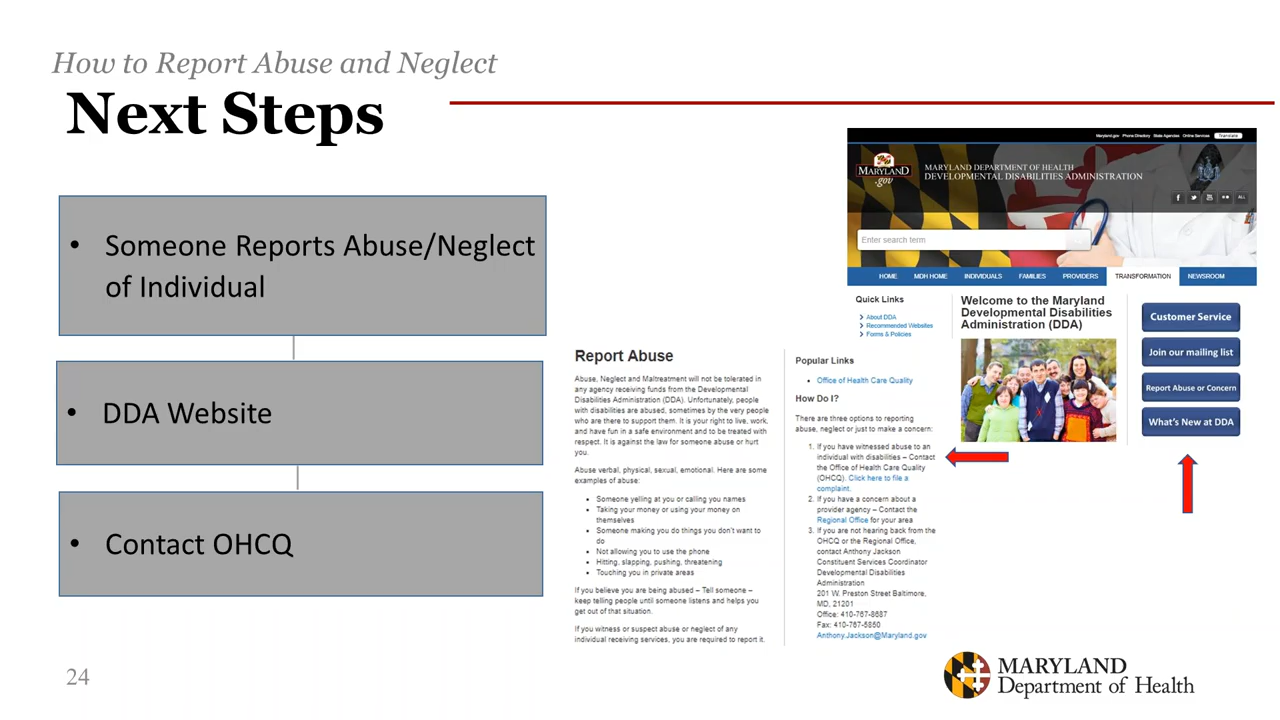 How to Report Abuse and Neglect
Next Steps
• Someone Reports Abuse/Neglect
of Individual
• DDA Website
• Contact OHCQ
Maryland.gov Phone Directory State Agencies Online Services Translate
MARYLAND
.gov
MARYLAND DEPARTMENT OF HEALTH
DEVELOPMENTAL DISABILITIES ADMINISTRATION
ALL
Enter search term
HOME MDH HOME INDIVIDUALS FAMILIES PROVIDERS TRANSFORMATION NEWSROOM
Quick Links
About DDA
Recommended Websites
Forms & Policies
Welcome to the Maryland
Developmental Disabilities
Administration (DDA)
Customer Service
Join our mailing list
Report Abuse or Concern
What's New at DDA
Report Abuse
Abuse, Neglect and Maltreatment will not be tolerated in
any agency receiving funds from the Developmental
Disabilities Administration (DDA). Unfortunately, people
with disabilities are abused, sometimes by the very people
who are there to support them. It is your right to live, work,
and have fun in a safe environment and to be treated with
respect. It is against the law for someone abuse or hurt
you.
Abuse verbal, physical, sexual, emotional. Here are some
examples of abuse:
• Someone yelling at you or calling you names
• Taking your money or using your money on
themselves
• Someone making you do things you don't want to
do
• Not allowing you to use the phone
• Hitting, slapping, pushing, threatening
• Touching you in private areas
If you believe you are being abused – Tell someone –
keep telling people until someone listens and helps you
get out of that situation.
If you witness or suspect abuse or neglect of any
individual receiving services, you are required to report it.
Popular Links
• Office of Health Care Quality
How Do I?
There are three options to reporting
abuse, neglect or just to make a concern:
1. If you have witnessed abuse to an
individual with disabilities – Contact
the Office of Health Care Quality
(OHCQ). Click here to file a
complaint.
2. If you have a concern about a
provider agency – Contact the
Regional Office for your area
3. If you are not hearing back from the
OHCQ or the Regional Office,
contact Anthony Jackson
Constituent Services Coordinator
Developmental Disabilities
Administration
201 W. Preston Street Baltimore,
MD, 21201
Office: 410-767-8687
Fax: 410-767-5850
Anthony.Jackson@Maryland.gov
24
MARYLAND
Department of Health